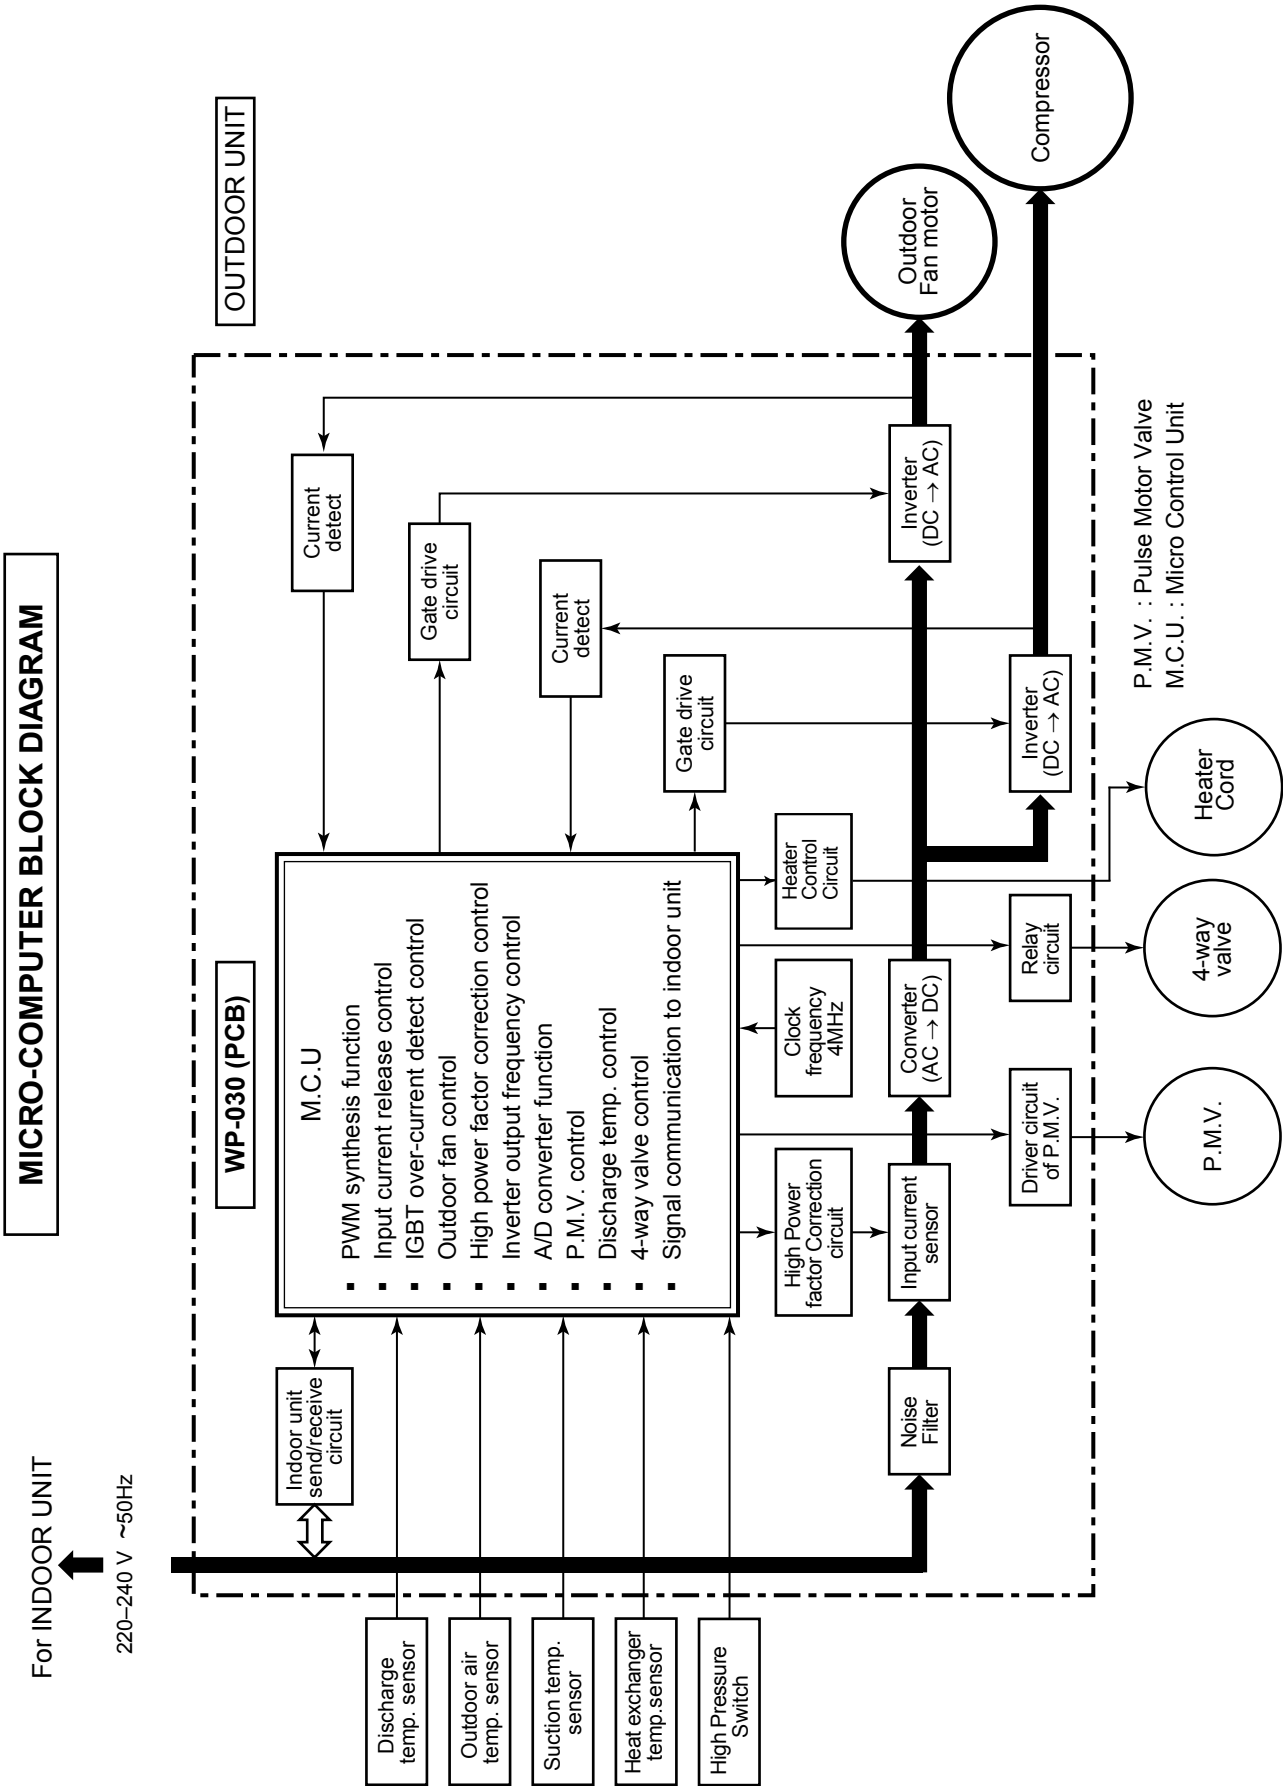 MICRO-COMPUTER BLOCK DIAGRAM
For INDOOR UNIT
220–240 V ~50Hz
WP-030 (PCB)
OUTDOOR UNIT
Discharge
temp. sensor
Outdoor air
temp. sensor
Suction temp.
sensor
Heat exchanger
temp.sensor
High Pressure
Switch
Indoor unit
send/receive
circuit
M.C.U
▪ PWM synthesis function
▪ Input current release control
▪ IGBT over-current detect control
▪ Outdoor fan control
▪ High power factor correction control
▪ Inverter output frequency control
▪ A/D converter function
▪ P.M.V. control
▪ Discharge temp. control
▪ 4-way valve control
▪ Signal communication to indoor unit
Current
detect
Gate drive
circuit
Current
detect
Gate drive
circuit
High Power
factor Correction
circuit
Clock
frequency
4MHz
Heater
Control
Circuit
Noise
Filter
Input current
sensor
Converter
(AC → DC)
Inverter
(DC → AC)
Outdoor
Fan motor
Driver circuit
of P.M.V.
Relay
circuit
Inverter
(DC → AC)
Compressor
P.M.V.
4-way
valve
Heater
Cord
P.M.V. : Pulse Motor Valve
M.C.U. : Micro Control Unit